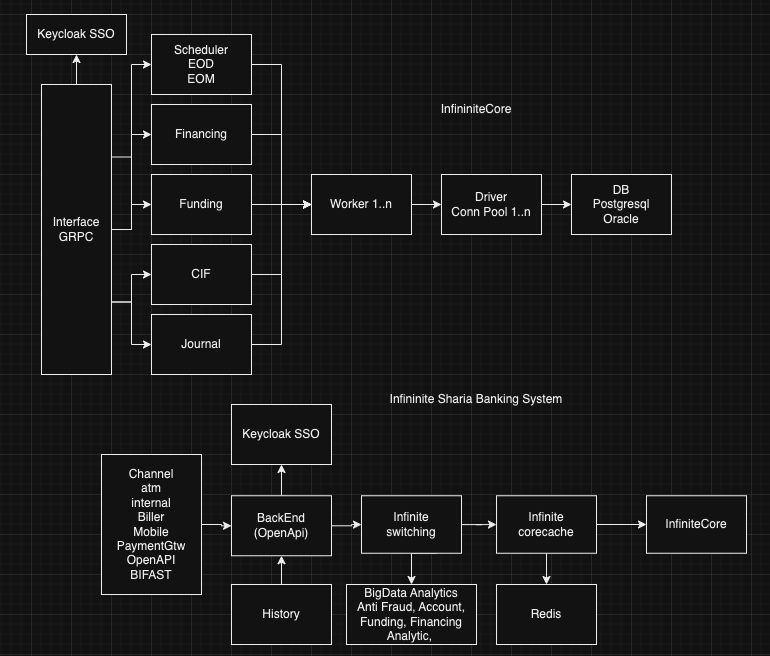 Keycloak SSO
Scheduler
EOD
EOM
InfininiteCore
Financing
Interface
GRPC
Funding
Worker 1..n
Driver
Conn Pool 1..n
DB
Postgresql
Oracle
CIF
Journal
Infininite Sharia Banking System
Keycloak SSO
Channel
atm
internal
Biller
Mobile
PaymentGtw
OpenAPI
BIFAST
BackEnd
(OpenApi)
Infinite
switching
Infinite
corecache
InfiniteCore
History
BigData Analytics
Anti Fraud, Account,
Funding, Financing
Analytic,
Redis